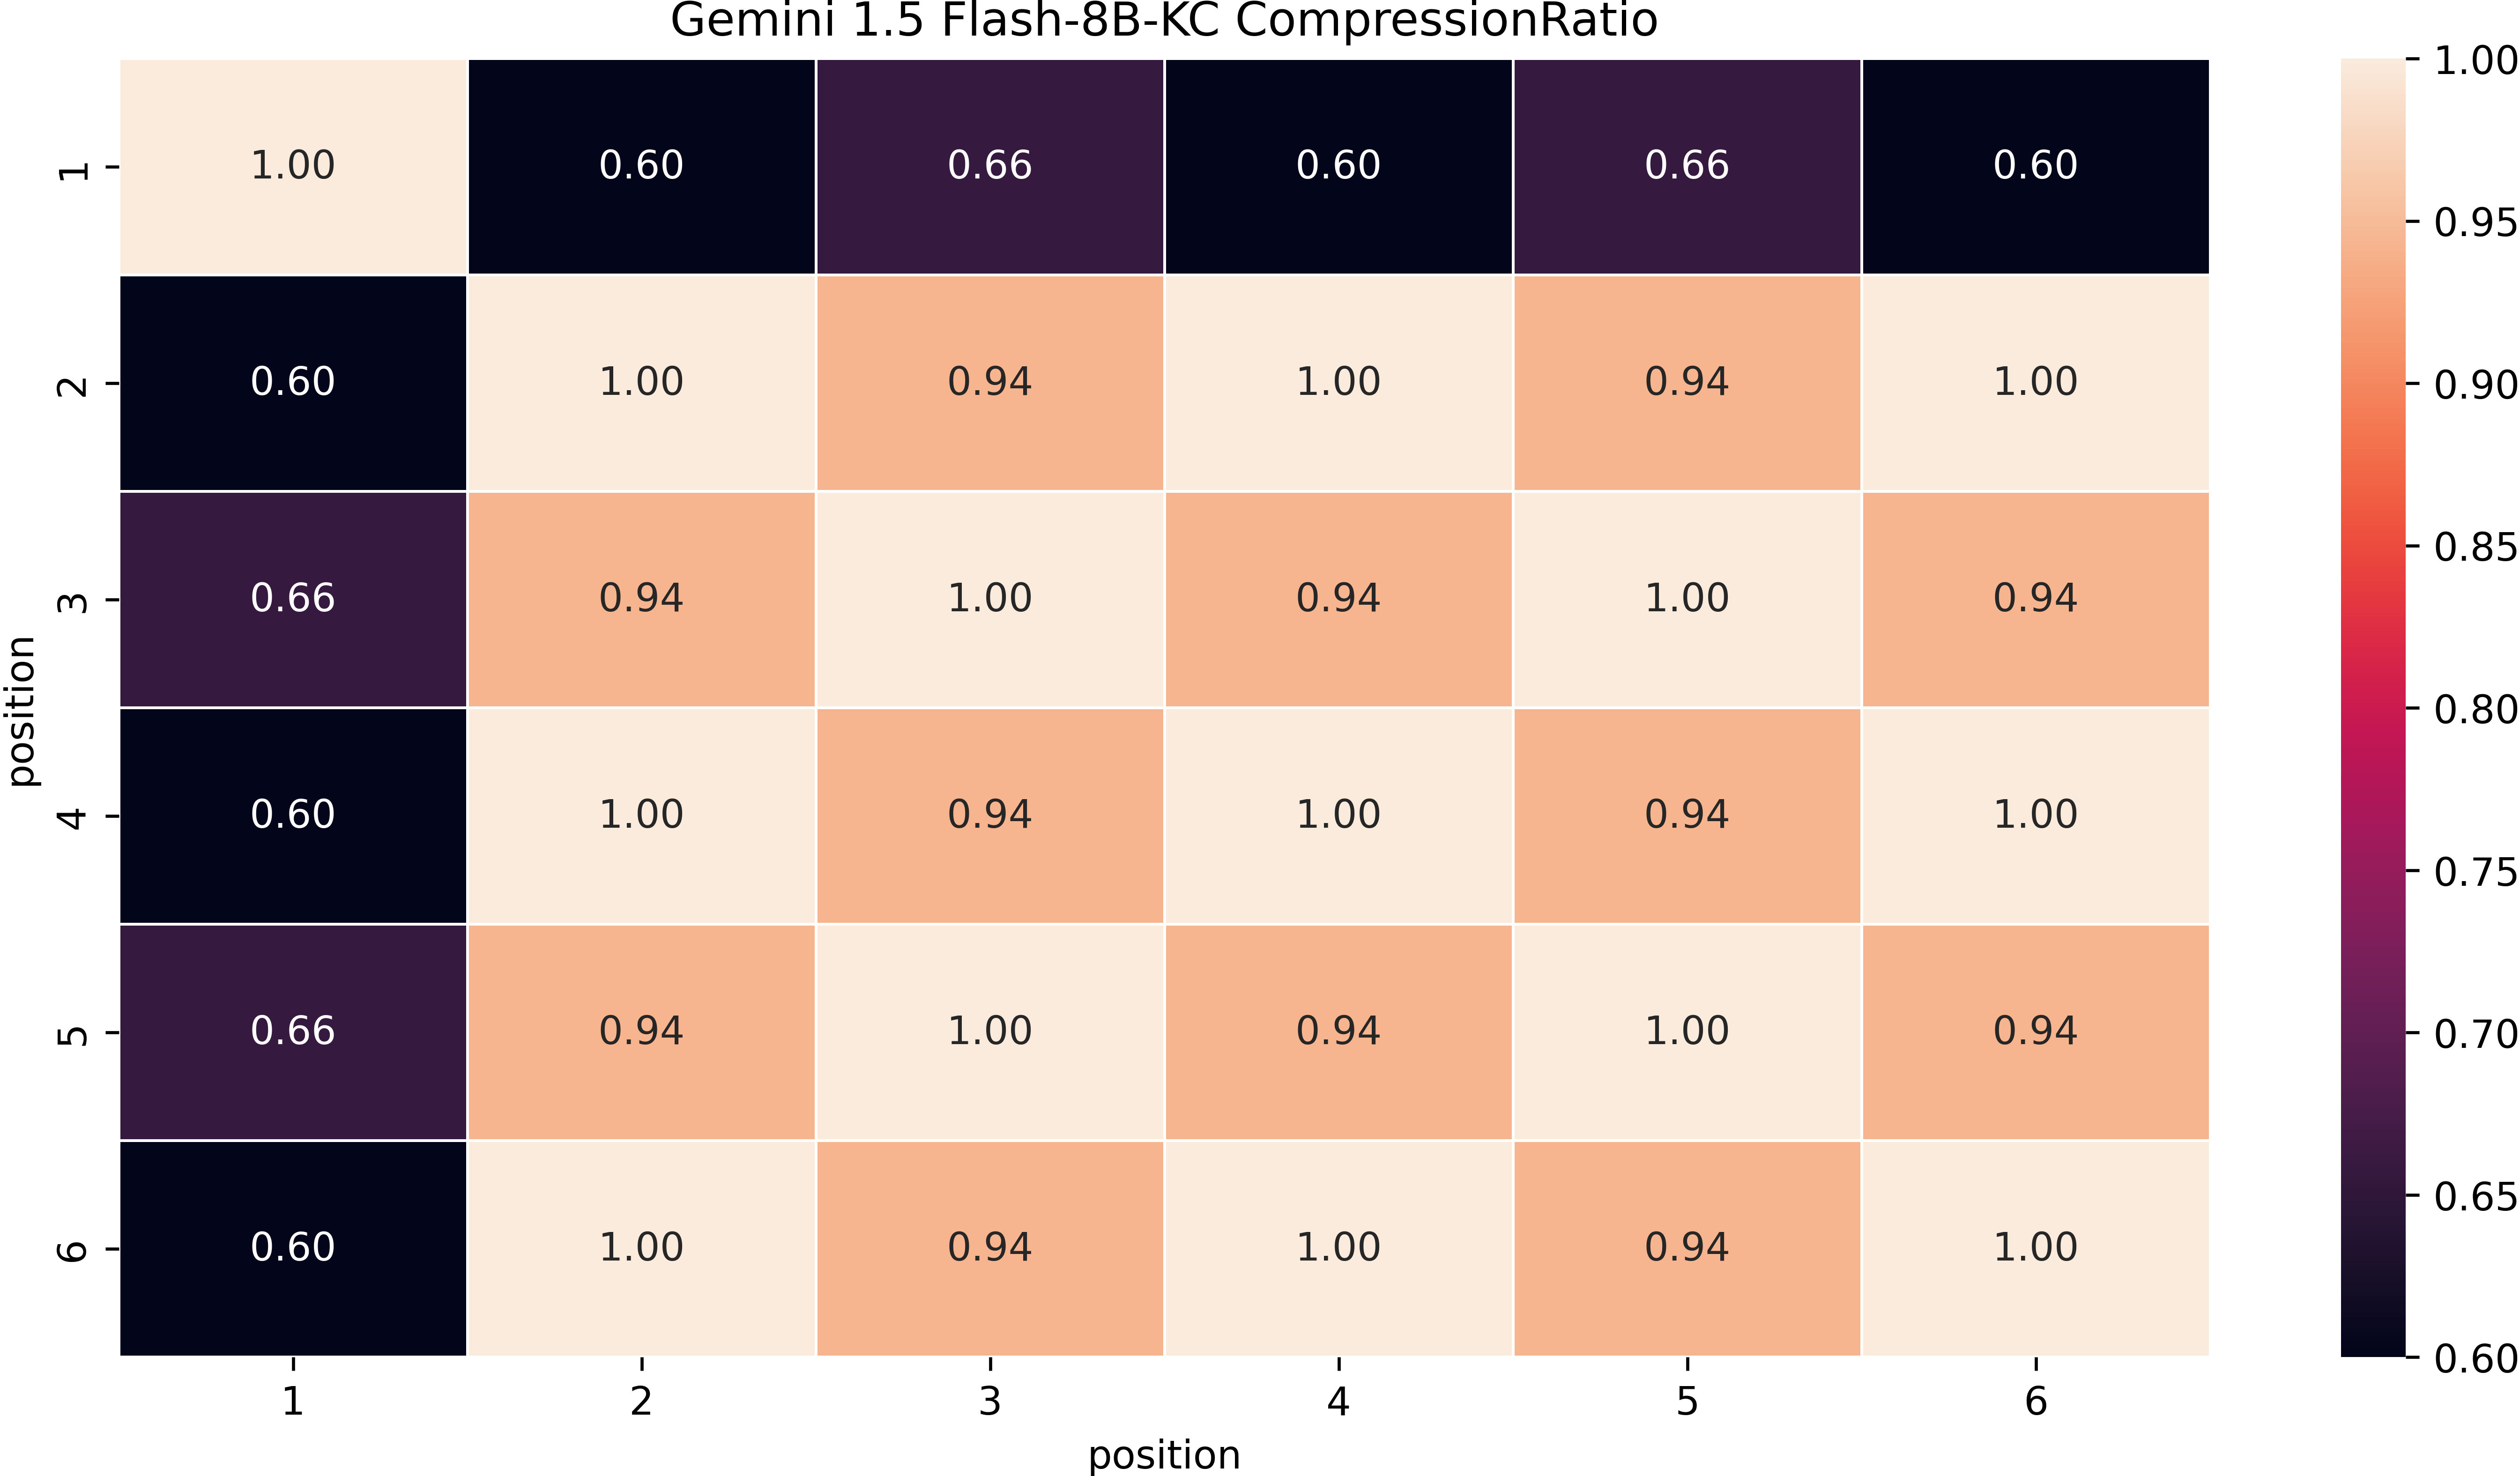 Gemini 1.5 Flash-8B-KC CompressionRatio
1 1.00 0.60 0.66 0.60 0.66 0.60
2 0.60 1.00 0.94 1.00 0.94 1.00
3 0.66 0.94 1.00 0.94 1.00 0.94
4 0.60 1.00 0.94 1.00 0.94 1.00
5 0.66 0.94 1.00 0.94 1.00 0.94
6 0.60 1.00 0.94 1.00 0.94 1.00
position
1 2 3 4 5 6
position
1.00
0.95
0.90
0.85
0.80
0.75
0.70
0.65
0.60